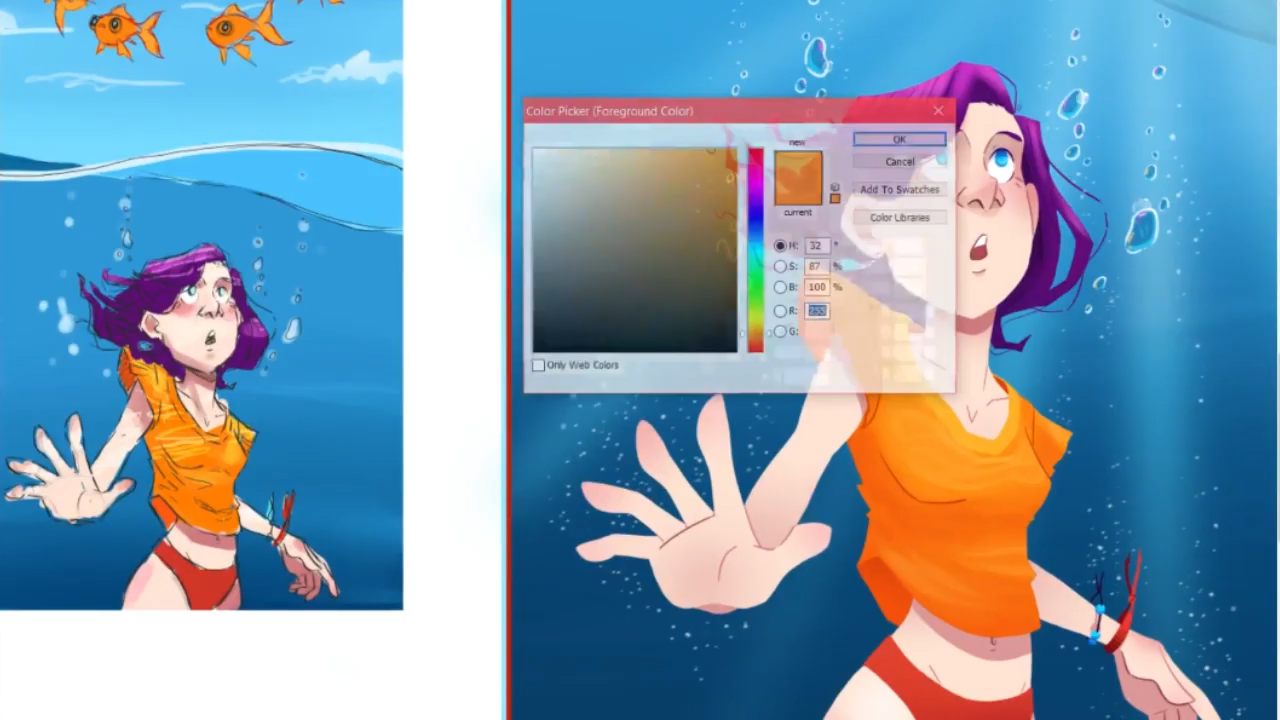 Color Picker (Foreground Color)
new
current
OK
Cancel
Add To Swatches
Color Libraries
H: 32 °
S: 87 %
B: 100 %
R: 255
G:
Only Web Colors